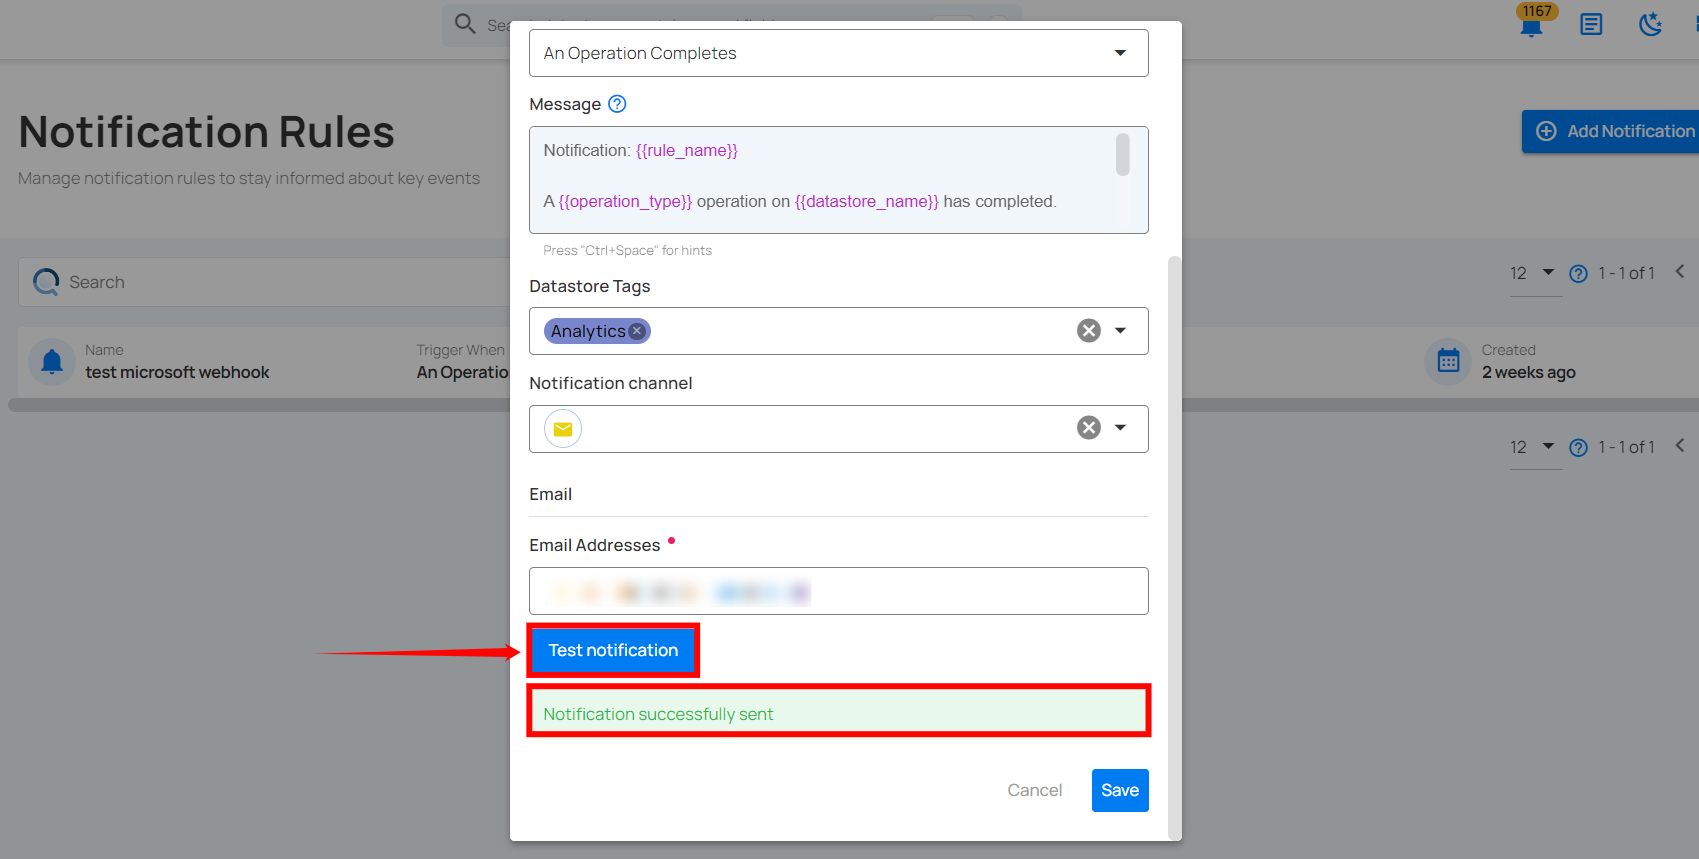 Sea
1167
An Operation Completes
Message
Notification: {{rule_name}}
A {{operation_type}} operation on {{datastore_name}} has completed.
Press "Ctrl+Space" for hints
Notification Rules
Manage notification rules to stay informed about key events
Add Notification
Search
12
1 - 1 of 1
Datastore Tags
Analytics
Name
test microsoft webhook
Trigger When
An Operatio
Created
2 weeks ago
Notification channel
12
1 - 1 of 1
Email
Email Addresses
Test notification
Notification successfully sent
Cancel
Save